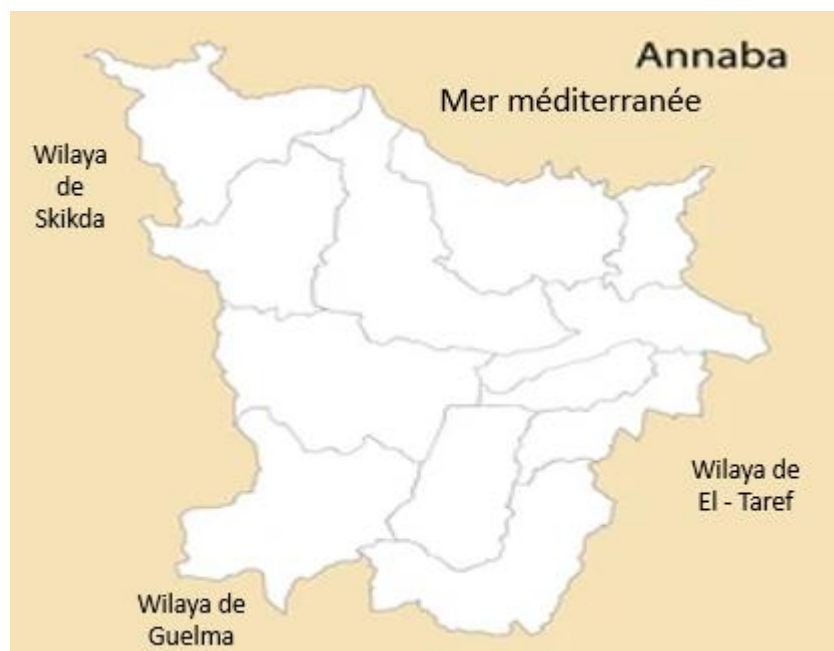 Annaba
Mer méditerranée
Wilaya
de
Skikda
Wilaya de
El - Taref
Wilaya de
Guelma